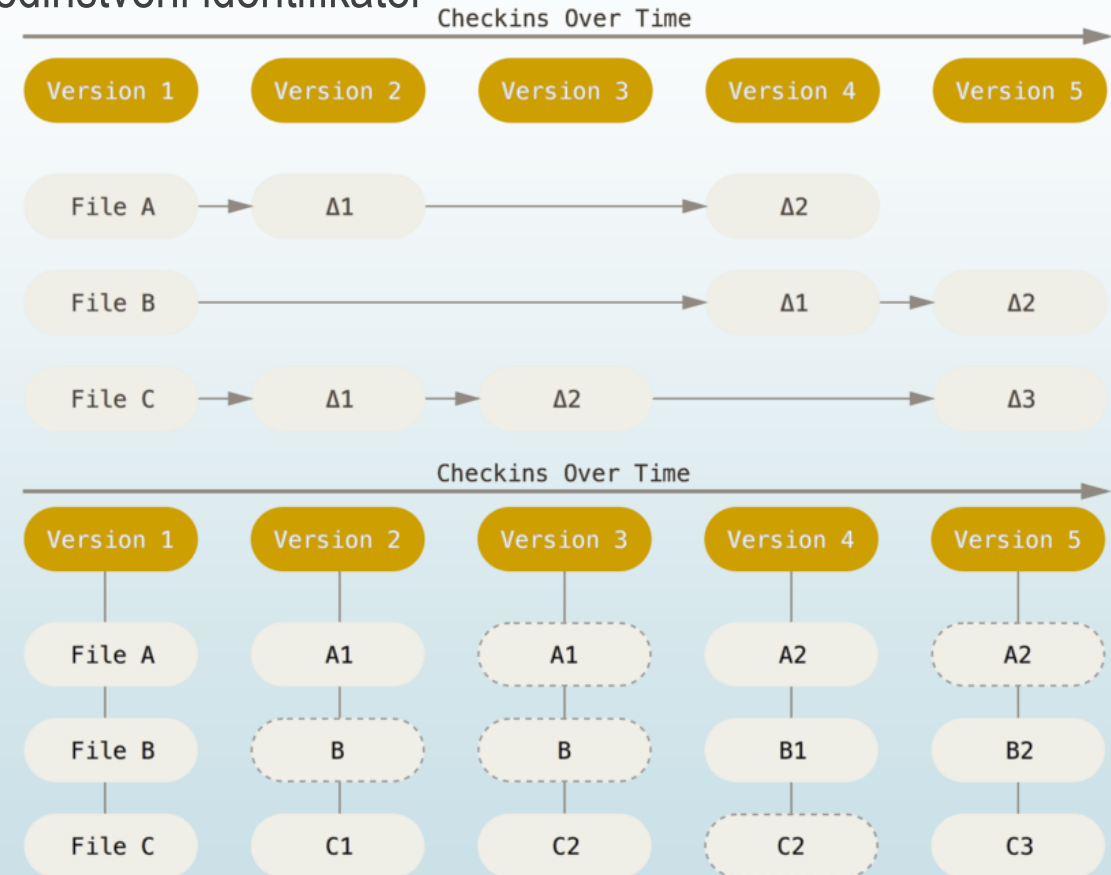 identifikator
Checkins Over Time
Version 1 Version 2 Version 3 Version 4 Version 5
File A Δ1 Δ2
File B Δ1 Δ2
File C Δ1 Δ2 Δ3
Checkins Over Time
Version 1 Version 2 Version 3 Version 4 Version 5
File A A1 A1 A2 A2
File B B B B1 B2
File C C1 C2 C2 C3